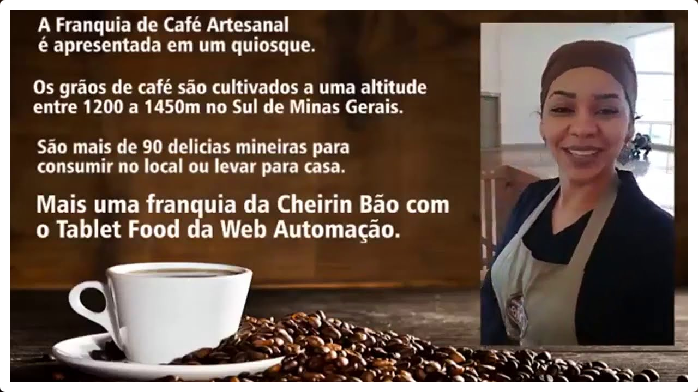 A Franquia de Café Artesanal
é apresentada em um quiosque.
Os grãos de café são cultivados a uma altitude
entre 1200 a 1450m no Sul de Minas Gerais.
São mais de 90 delicias mineiras para
consumir no local ou levar para casa.
Mais uma franquia da Cheirin Bão com
o Tablet Food da Web Automação.